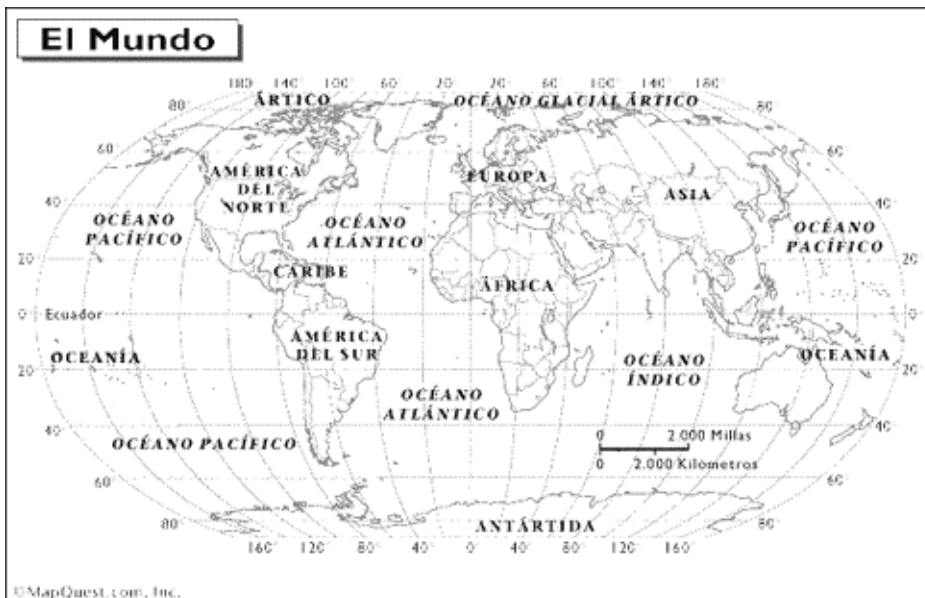 El Mundo
180 140 100 60 20 20 60 100 140 180
ÁRTICO
OCÉANO GLACIAL ÁRTICO
80 80
60 60
AMÉRICA
DEL
NORTE
EUROPA
ASIA
40 40
OCÉANO
PACÍFICO
OCÉANO
ATLÁNTICO
OCÉANO
PACÍFICO
20 20
CARIBE
ÁFRICA
0 Ecuador 0
OCEANÍA
AMÉRICA
DEL SUR
OCÉANO
ÍNDICO
OCEANÍA
20 20
OCÉANO
ATLÁNTICO
40 40
OCÉANO PACÍFICO
0 2.000 Millas
0 2.000 Kilómetros
60 60
80 80
ANTÁRTIDA
160 120 80 40 0 40 80 120 160
©MapQuest.com, Inc.